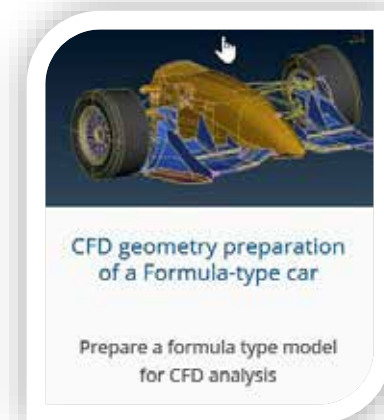 CFD geometry preparation
of a Formula-type car
Prepare a formula type model
for CFD analysis